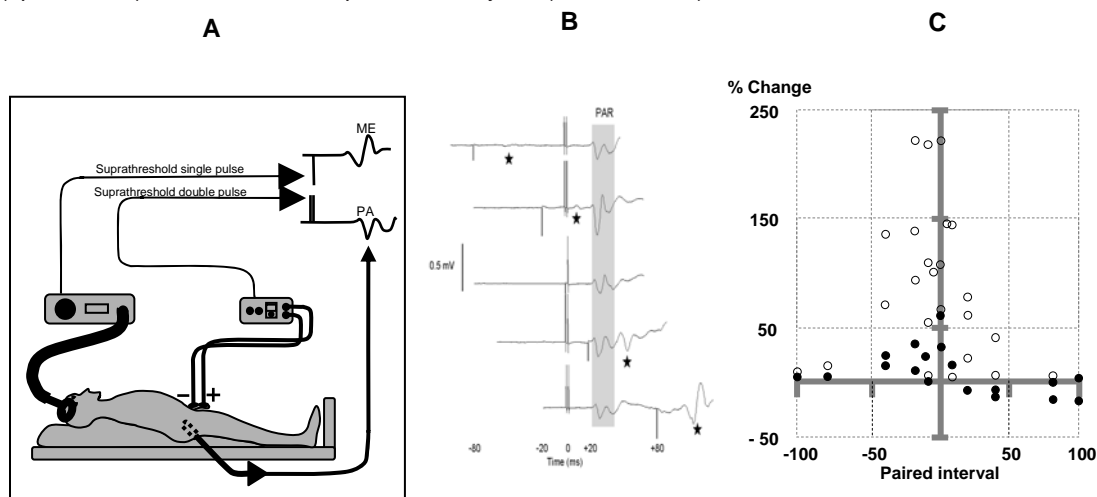 A
B
C
ME
Suprathreshold single pulse
Suprathreshold double pulse
PA
– +
PAR
0.5 mV
-80 -20 0 +20 +80
Time (ms)
% Change
250
150
50
- 50
-100 -50 0 50 100
Paired interval